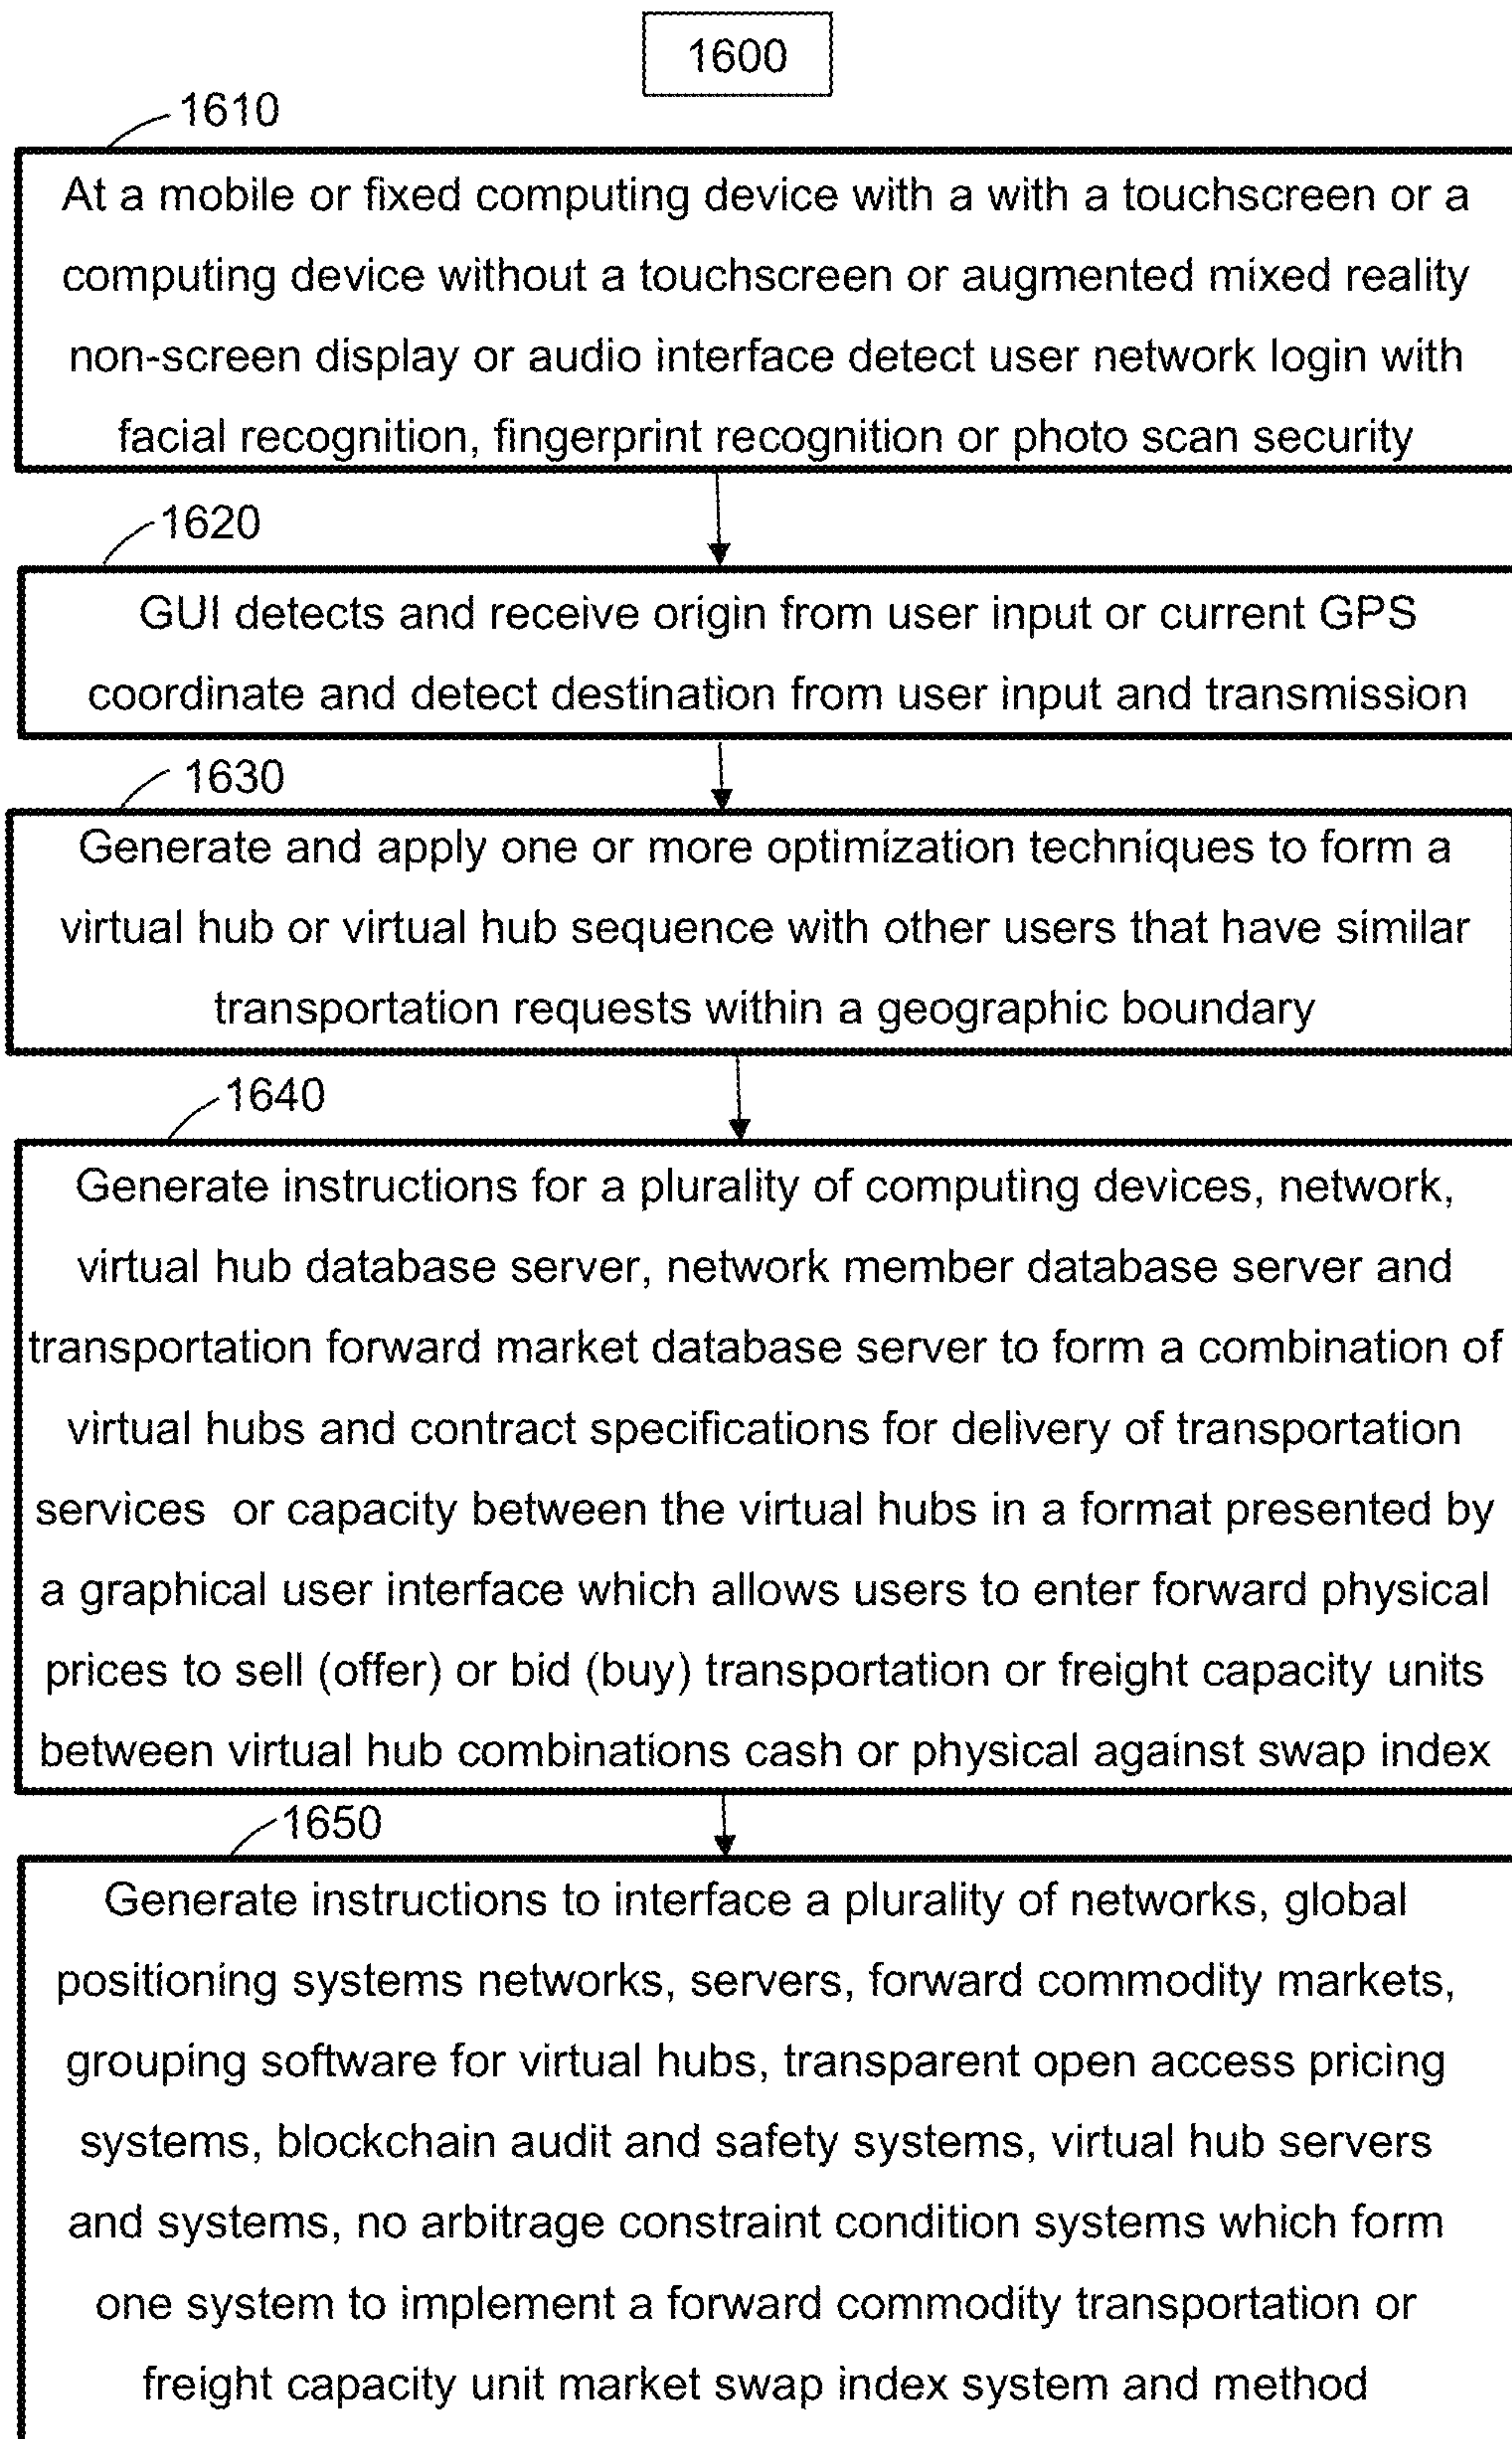 1600
1610
At a mobile or fixed computing device with a with a touchscreen or a
computing device without a touchscreen or augmented mixed reality
non-screen display or audio interface detect user network login with
facial recognition, fingerprint recognition or photo scan security
1620
GUI detects and receive origin from user input or current GPS
coordinate and detect destination from user input and transmission
1630
Generate and apply one or more optimization techniques to form a
virtual hub or virtual hub sequence with other users that have similar
transportation requests within a geographic boundary
1640
Generate instructions for a plurality of computing devices, network,
virtual hub database server, network member database server and
transportation forward market database server to form a combination of
virtual hubs and contract specifications for delivery of transportation
services or capacity between the virtual hubs in a format presented by
a graphical user interface which allows users to enter forward physical
prices to sell (offer) or bid (buy) transportation or freight capacity units
between virtual hub combinations cash or physical against swap index
1650
Generate instructions to interface a plurality of networks, global
positioning systems networks, servers, forward commodity markets,
grouping software for virtual hubs, transparent open access pricing
systems, blockchain audit and safety systems, virtual hub servers
and systems, no arbitrage constraint condition systems which form
one system to implement a forward commodity transportation or
freight capacity unit market swap index system and method